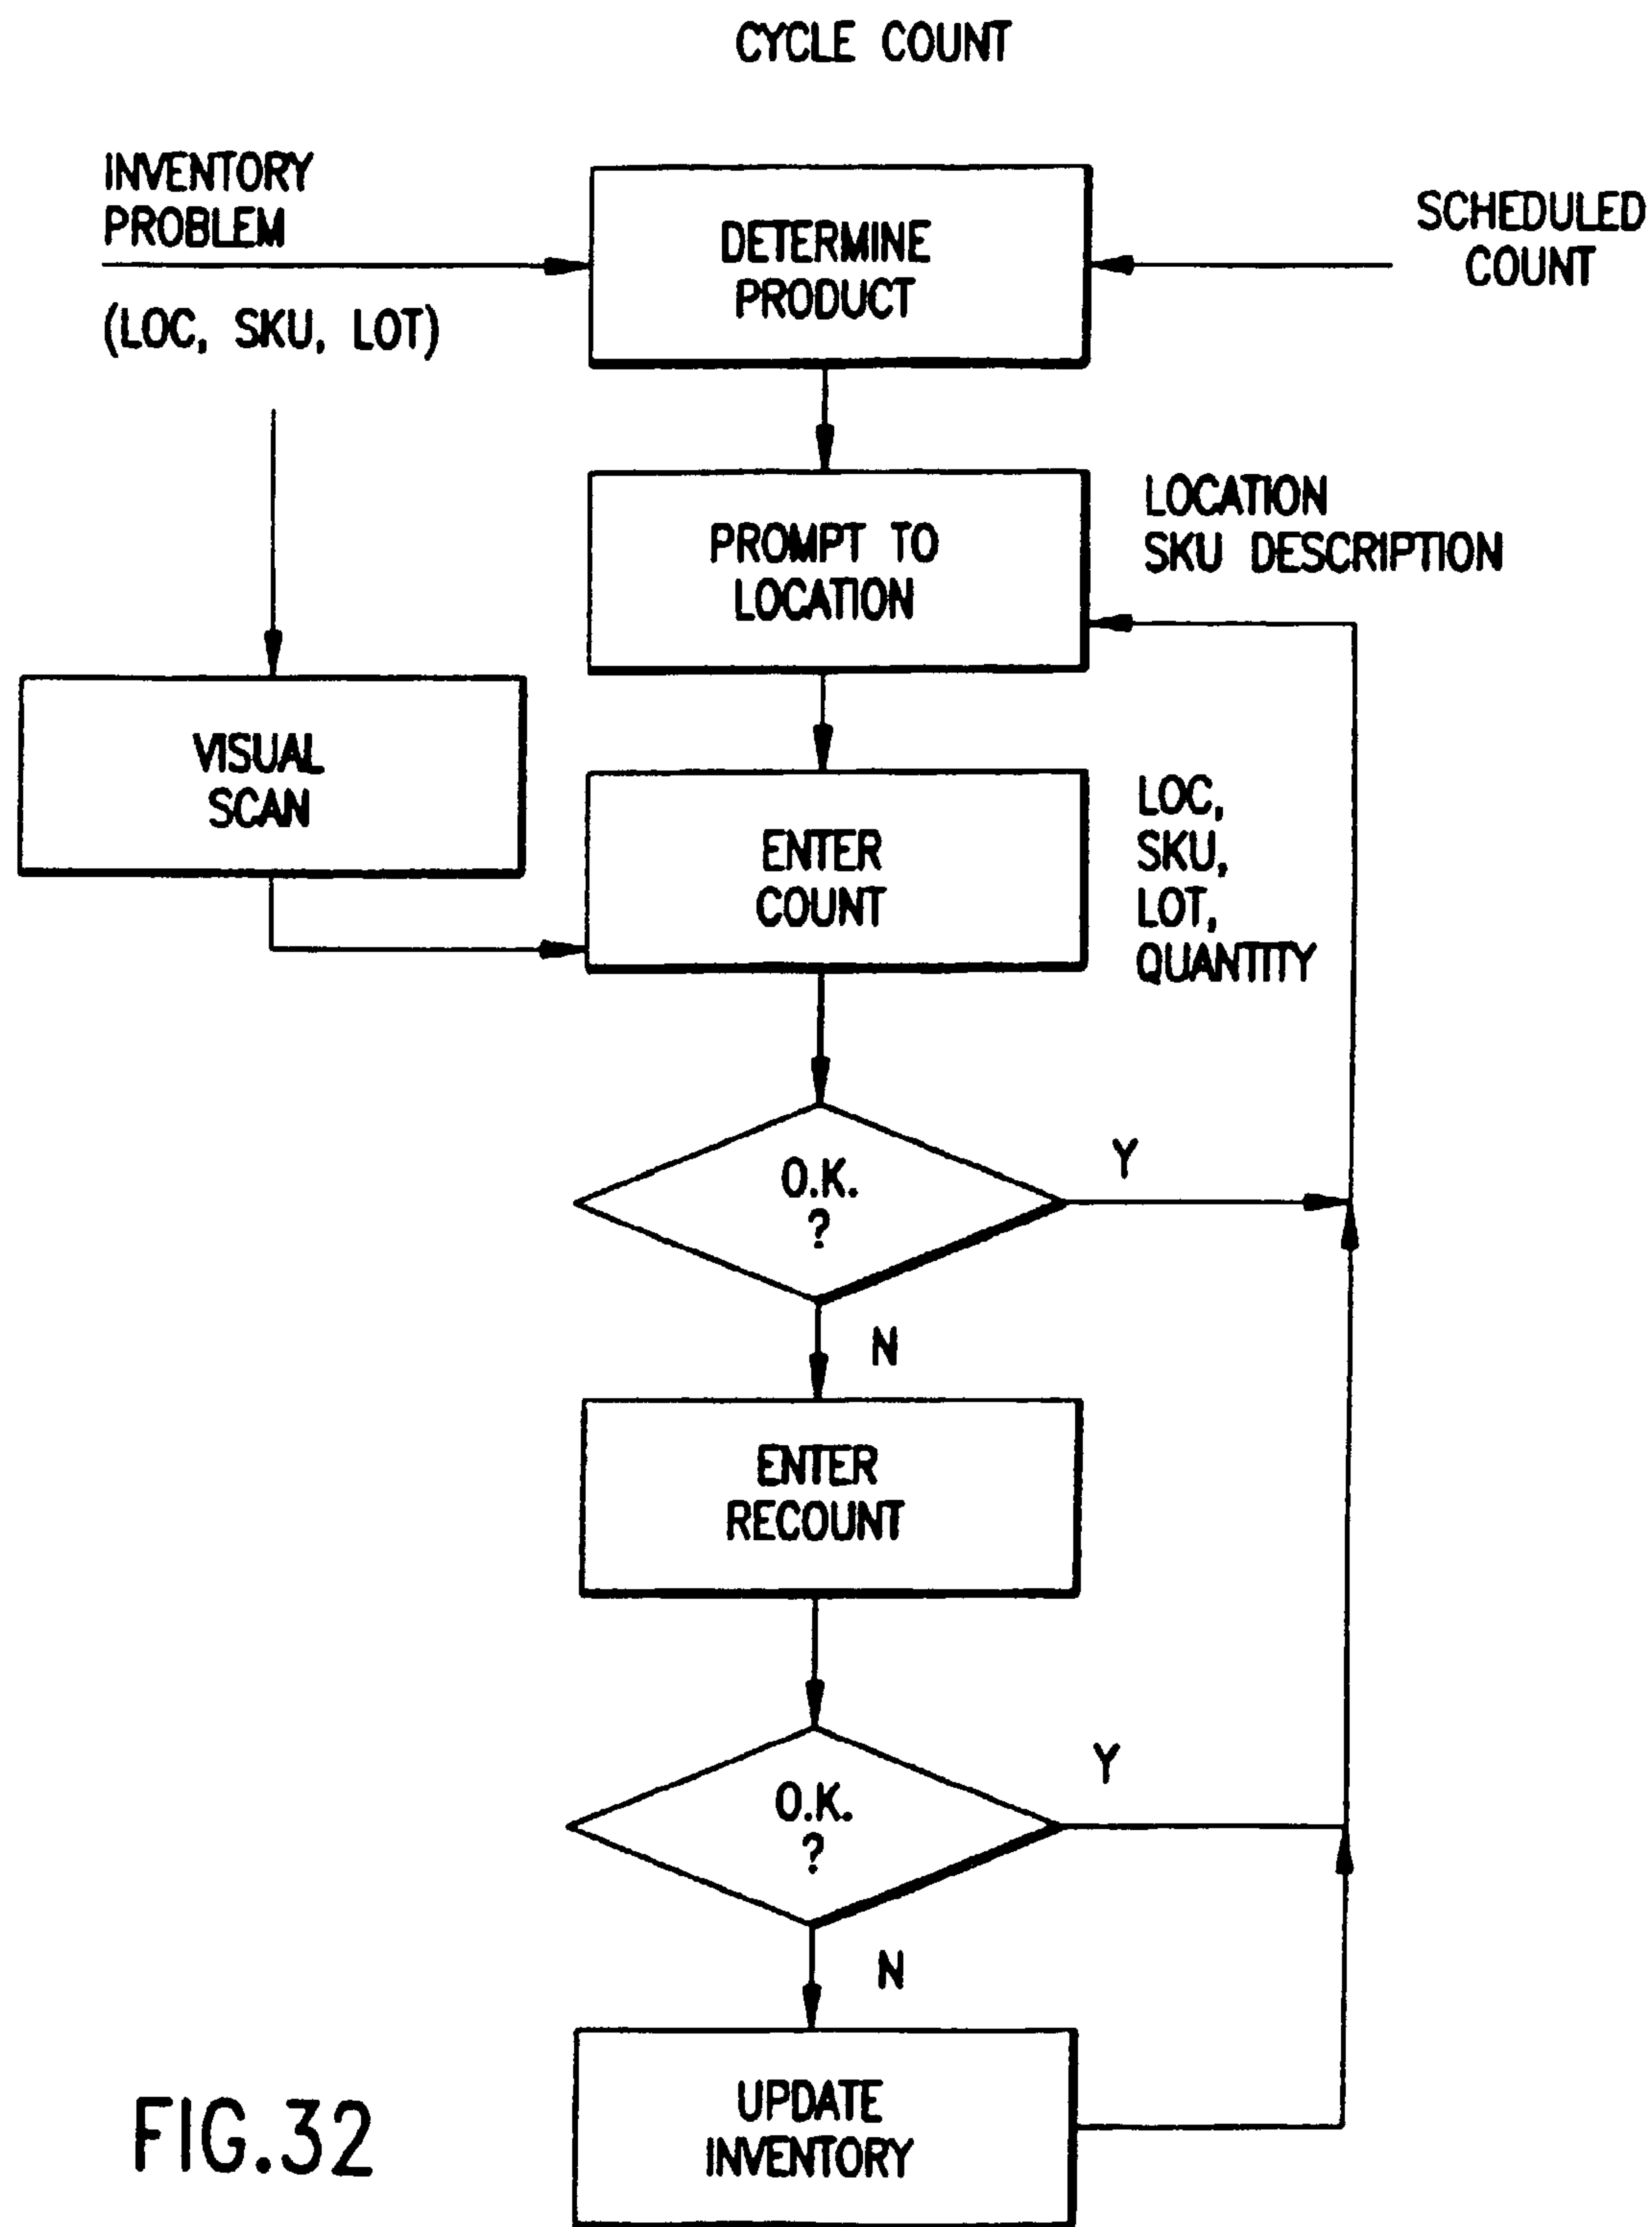 CYCLE COUNT
INVENTORY
PROBLEM
(LOC, SKU, LOT)
DETERMINE
PRODUCT
SCHEDULED
COUNT
PROMPT TO
LOCATION
LOCATION
SKU DESCRIPTION
VISUAL
SCAN
ENTER
COUNT
LOC,
SKU,
LOT,
QUANTITY
O.K.
?
Y
N
ENTER
RECOUNT
O.K.
?
Y
N
UPDATE
INVENTORY
FIG.32